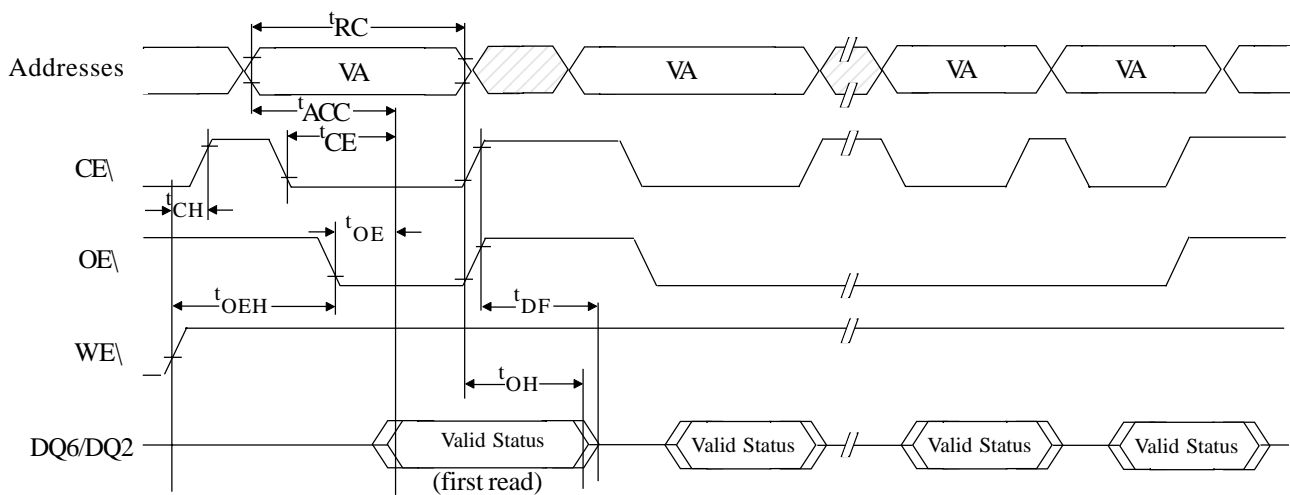 tRC
Addresses VA VA VA VA
tACC
tCE
CE\
tCH
tOE
OE\
tOEH tDF
WE\
tOH
DQ6/DQ2 Valid Status Valid Status Valid Status Valid Status
(first read)